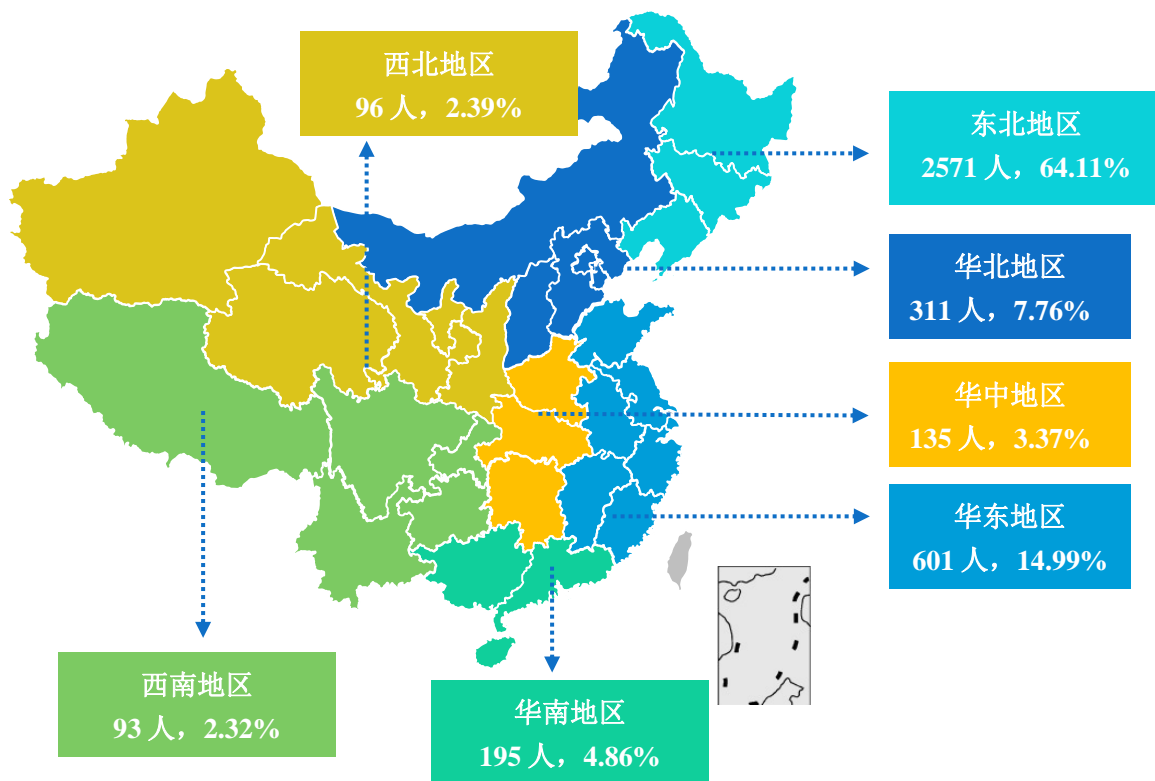 西北地区
96 人，2.39%
东北地区
2571 人，64.11%
华北地区
311 人，7.76%
华中地区
135 人，3.37%
华东地区
601 人，14.99%
西南地区
93 人，2.32%
华南地区
195 人，4.86%